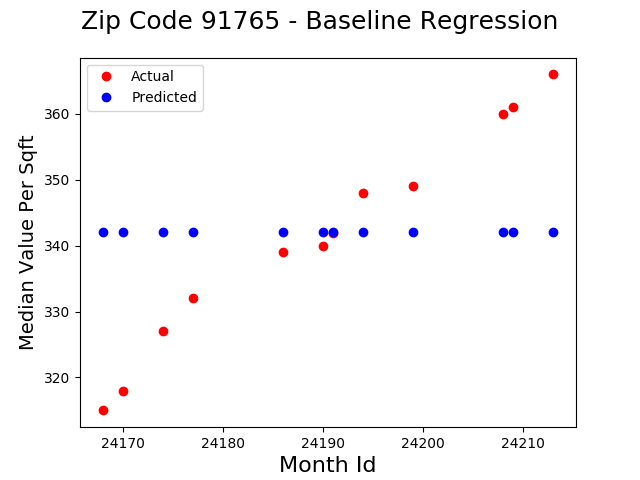 Zip Code 91765 - Baseline Regression
Actual
Predicted
Median Value Per Sqft
360
350
340
330
320
24170 24180 24190 24200 24210
Month Id